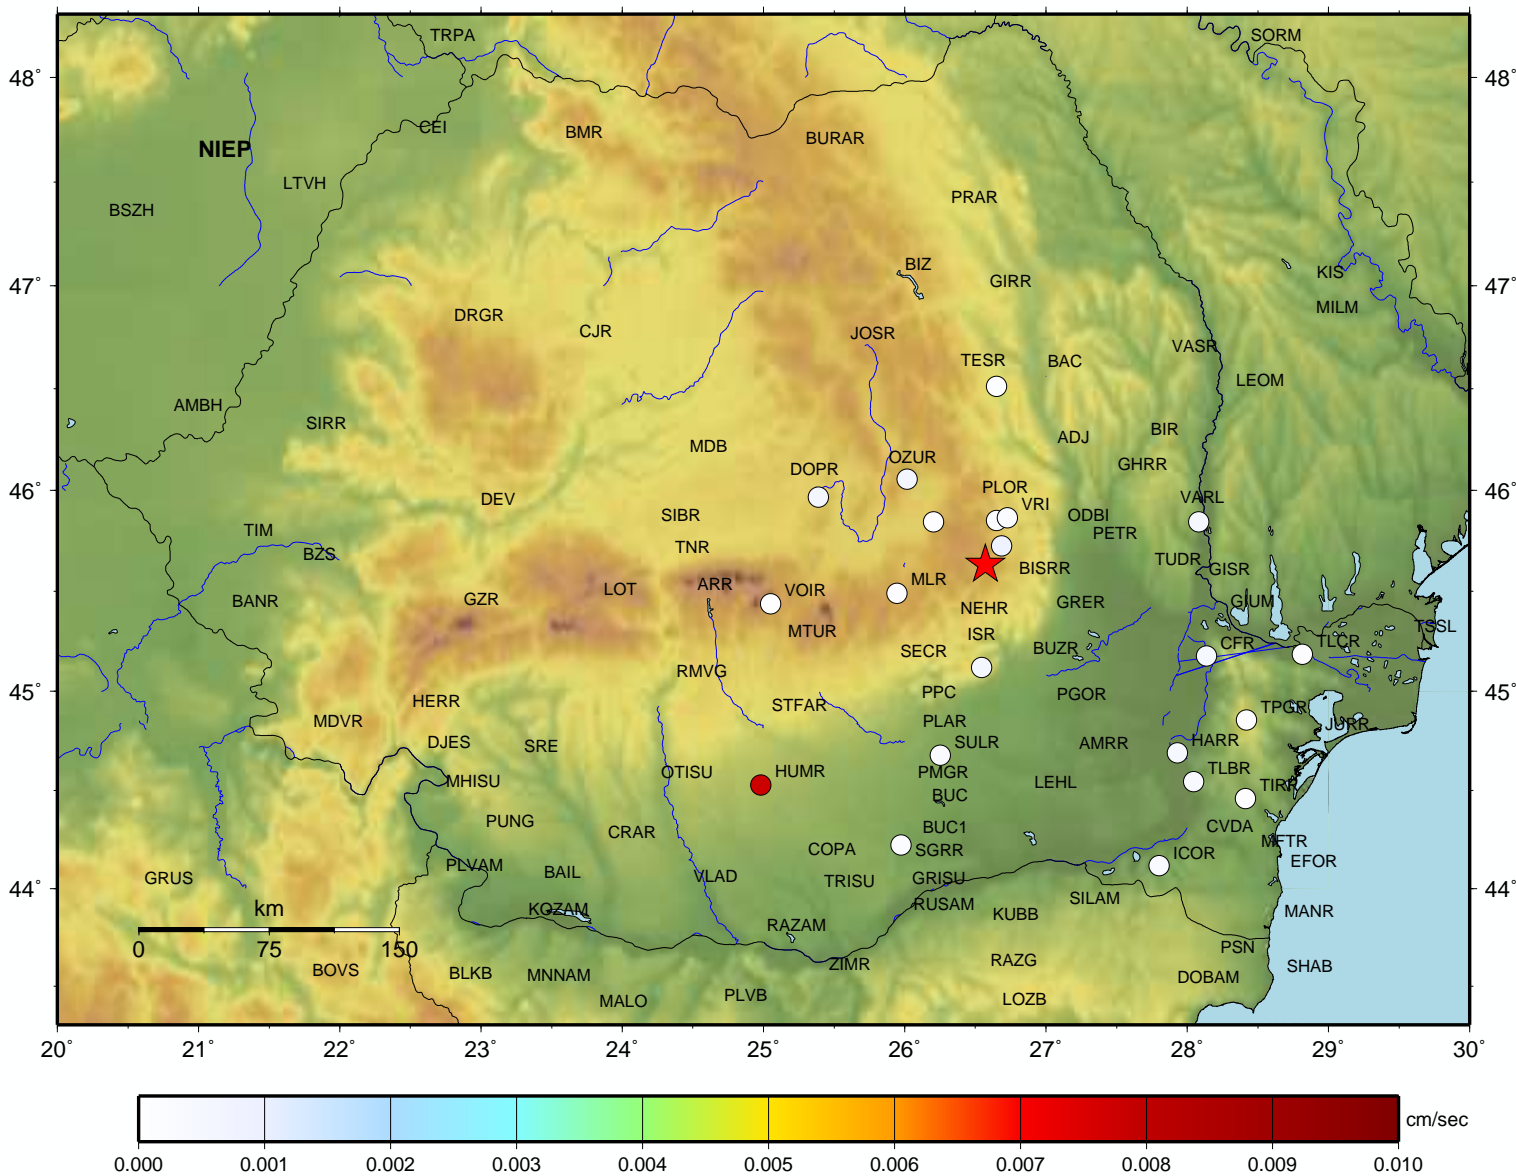 TRPA SORM
48° 48°
CEI BMR BURAR
NIEP
LTVH
BSZH PRAR
47° BIZ GIRR KIS 47°
MILM
DRGR CJR JOSR
VASR
TESR BAC
LEOM
AMBH
SIRR MDB ADJ BIR
OZUR GHRR
DOPR
46° DEV PLOR VARL 46°
SIBR VRI ODBI
TIM PETR
BZS TNR TUDR
BISRR GISR
ARR MLR
BANR GZR LOT VOIR NEHR GRER GJUM
MTUR ISR TSSL
SECR BUZR CFR TLCR
RMVG
45° PPC PGOR 45°
HERR STFAR TPGR
MDVR PLAR JURR
DJES SRE SULR AMRR HARR
OTISU HUMR PMGR TLBR
MHISU LEHL TIRR
BUC
PUNG CRAR BUC1 CVDA
COPA SGRR MFTR
PLVAM BAIL ICOR EFOR
GRUS VLAD TRISU GRISU
44° 44°
KOZAM RUSAM SILAM
km KUBB MANR
RAZAM
0 75 150 PSN
BOVS BLKB MNNAM ZIMR RAZG SHAB
DOBAM
MALO PLVB LOZB
20° 21° 22° 23° 24° 25° 26° 27° 28° 29° 30°
cm/sec
0.000 0.001 0.002 0.003 0.004 0.005 0.006 0.007 0.008 0.009 0.010